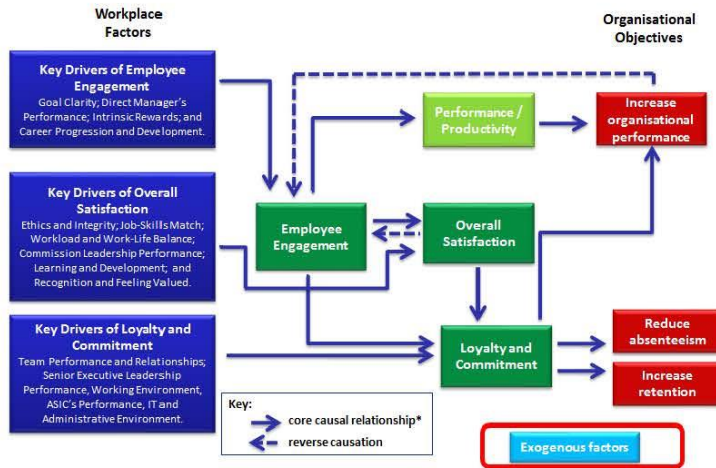 Workplace
Factors
Organisational
Objectives
Key Drivers of Employee
Engagement
Goal Clarity; Direct Manager's
Performance; Intrinsic Rewards; and
Career Progression and Development.
Performance /
Productivity
Increase
organisational
performance
Key Drivers of Overall
Satisfaction
Ethics and Integrity; Job-Skills Match;
Workload and Work-Life Balance;
Commission Leadership Performance;
Learning and Development; and
Recognition and Feeling Valued.
Employee
Engagement
Overall
Satisfaction
Key Drivers of Loyalty and
Commitment
Team Performance and Relationships;
Senior Executive Leadership
Performance, Working Environment,
ASIC's Performance, IT and
Administrative Environment.
Loyalty and
Commitment
Reduce
absenteeism
Increase
retention
Key:
core causal relationship*
reverse causation
Exogenous factors